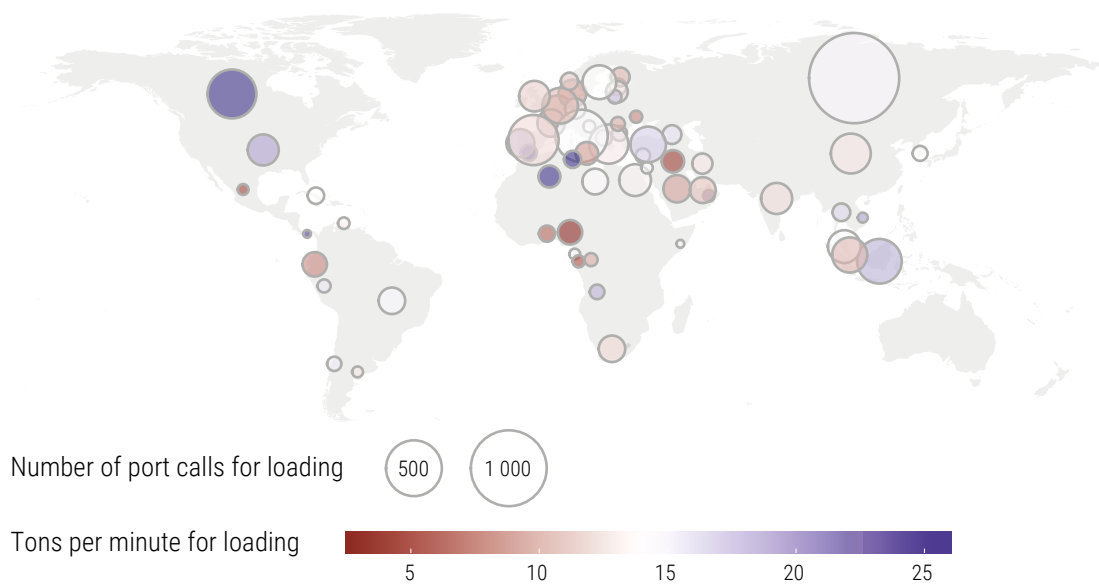 Number of port calls for loading 500 1 000
Tons per minute for loading
5 10 15 20 25